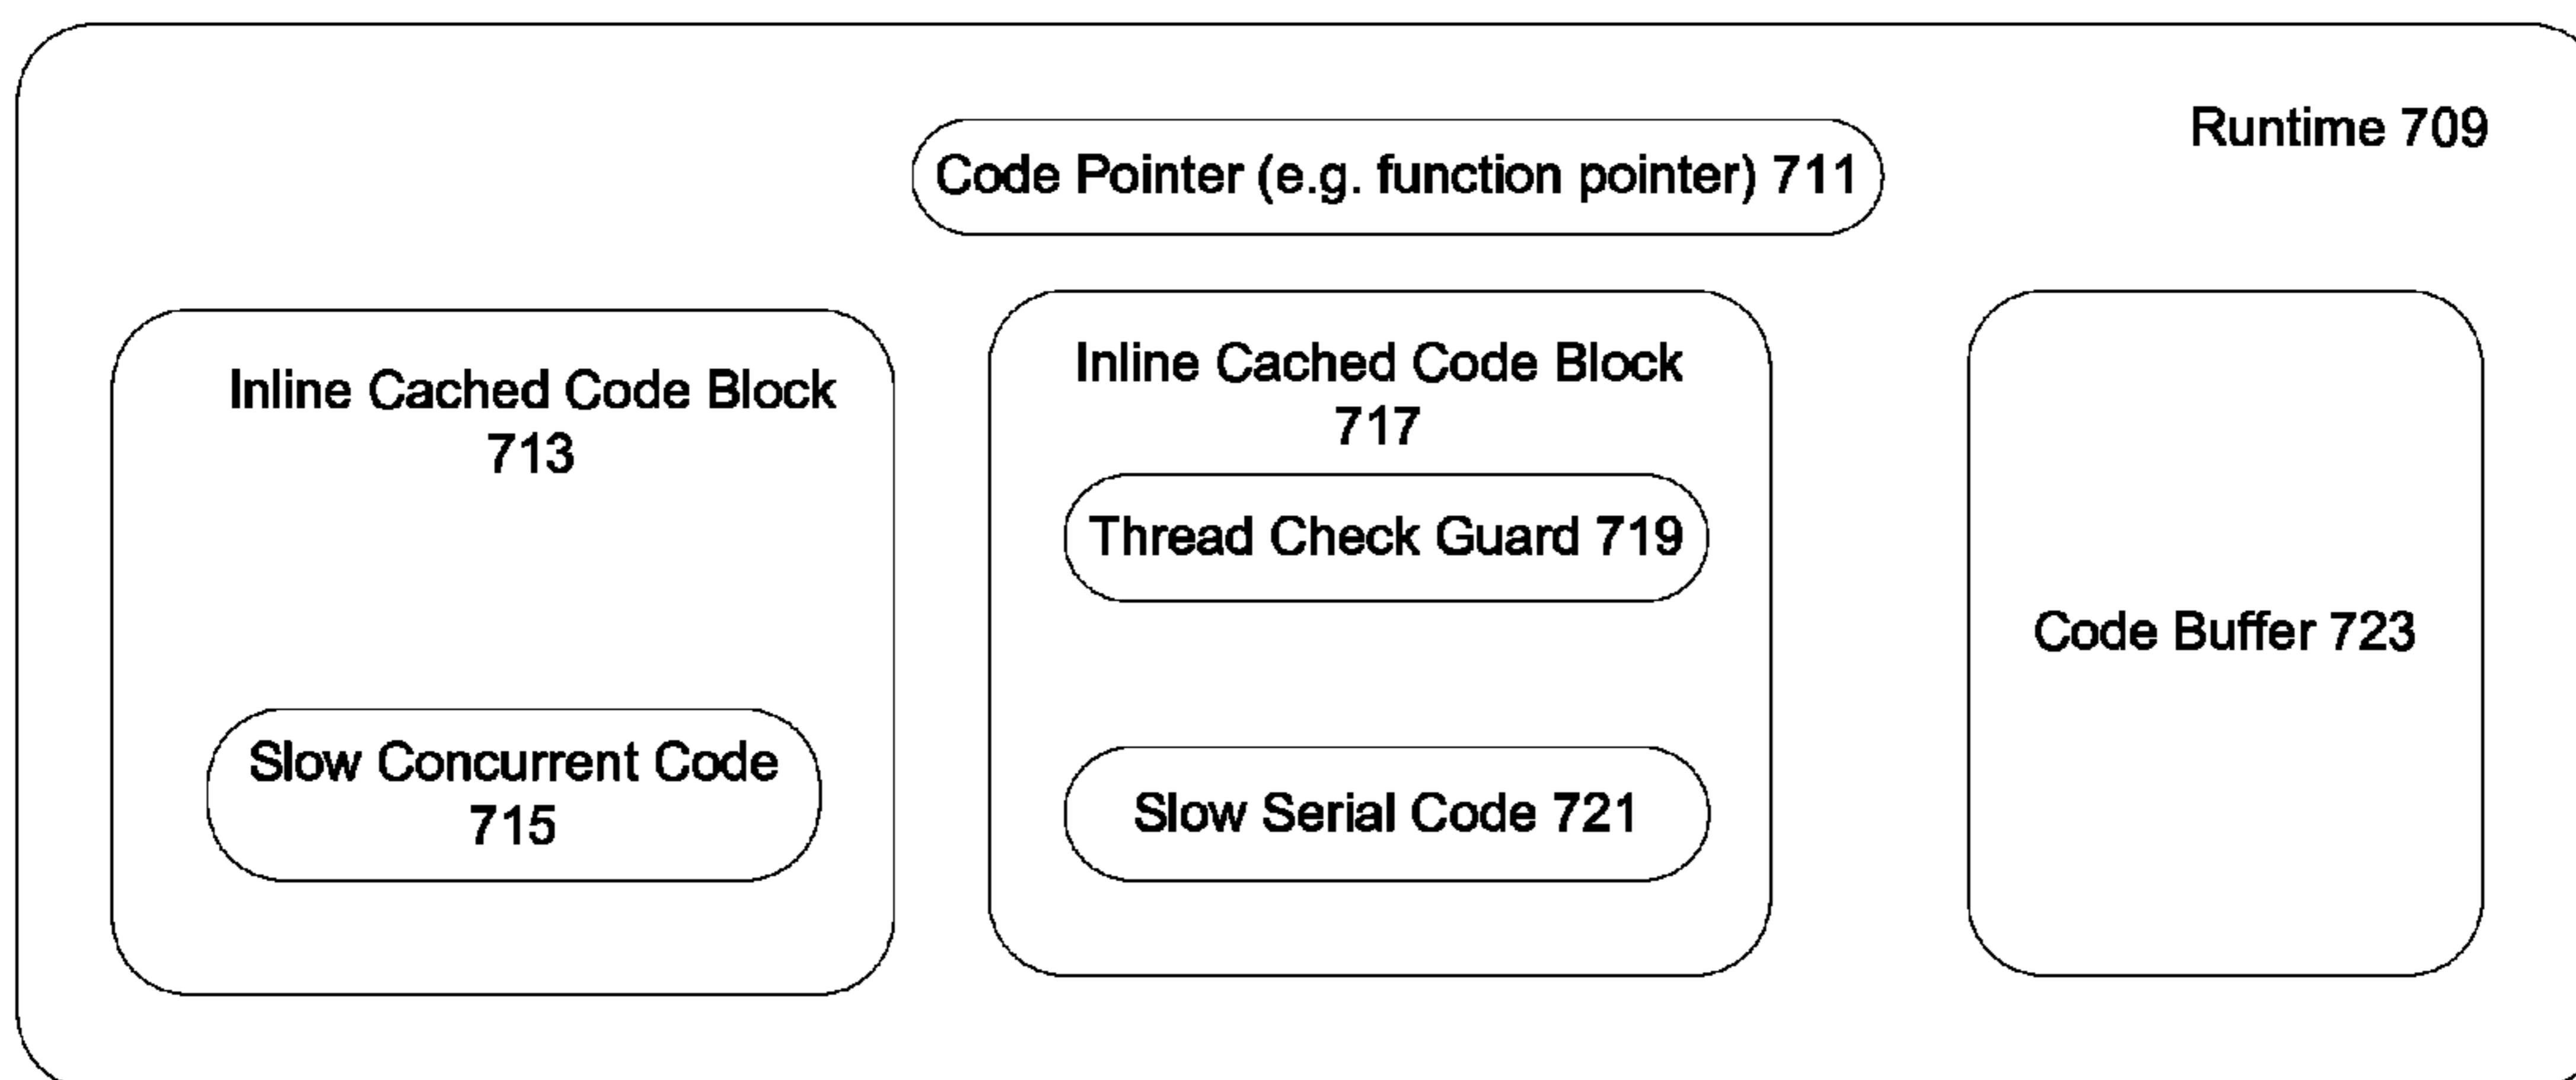 Runtime 709
Code Pointer (e.g. function pointer) 711
Inline Cached Code Block
713
Slow Concurrent Code
715
Inline Cached Code Block
717
Thread Check Guard 719
Slow Serial Code 721
Code Buffer 723